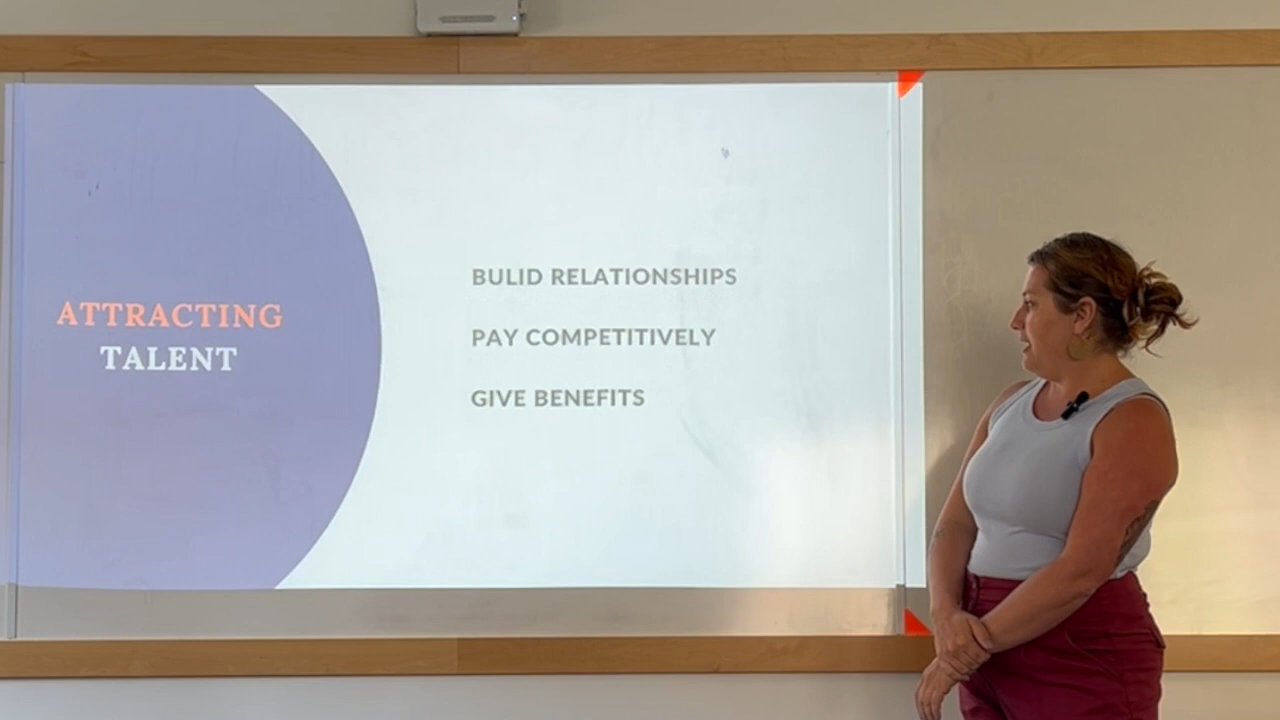 ATTRACTING
TALENT
BULID RELATIONSHIPS
PAY COMPETITIVELY
GIVE BENEFITS